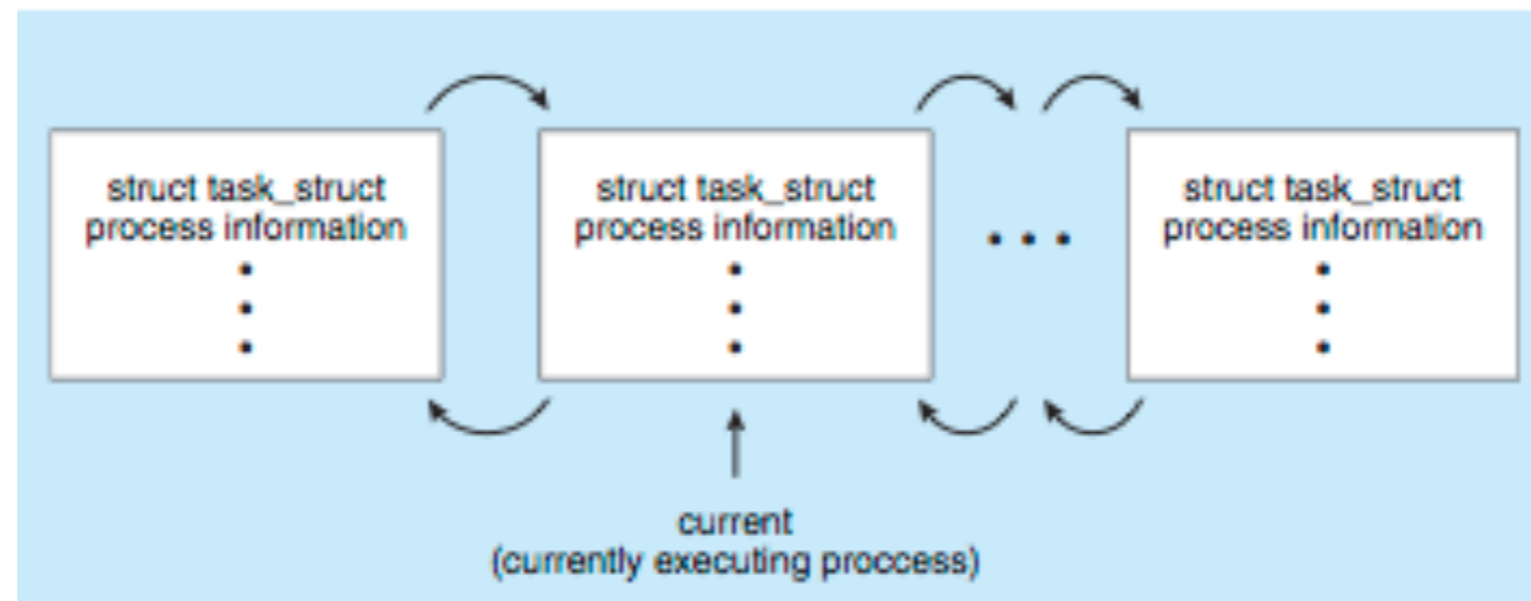 struct task_struct
process information
struct task_struct
process information
struct task_struct
process information
current
(currently executing proccess)